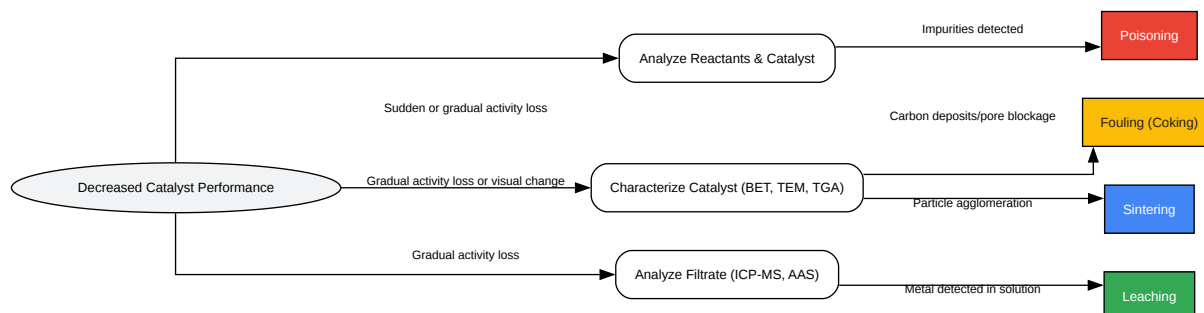 Impurities detected
Poisoning
Analyze Reactants & Catalyst
Sudden or gradual activity loss
Carbon deposits/pore blockage
Fouling (Coking)
Decreased Catalyst Performance
Gradual activity loss or visual change
Characterize Catalyst (BET, TEM, TGA)
Particle agglomeration
Sintering
Gradual activity loss
Analyze Filtrate (ICP-MS, AAS)
Metal detected in solution
Leaching